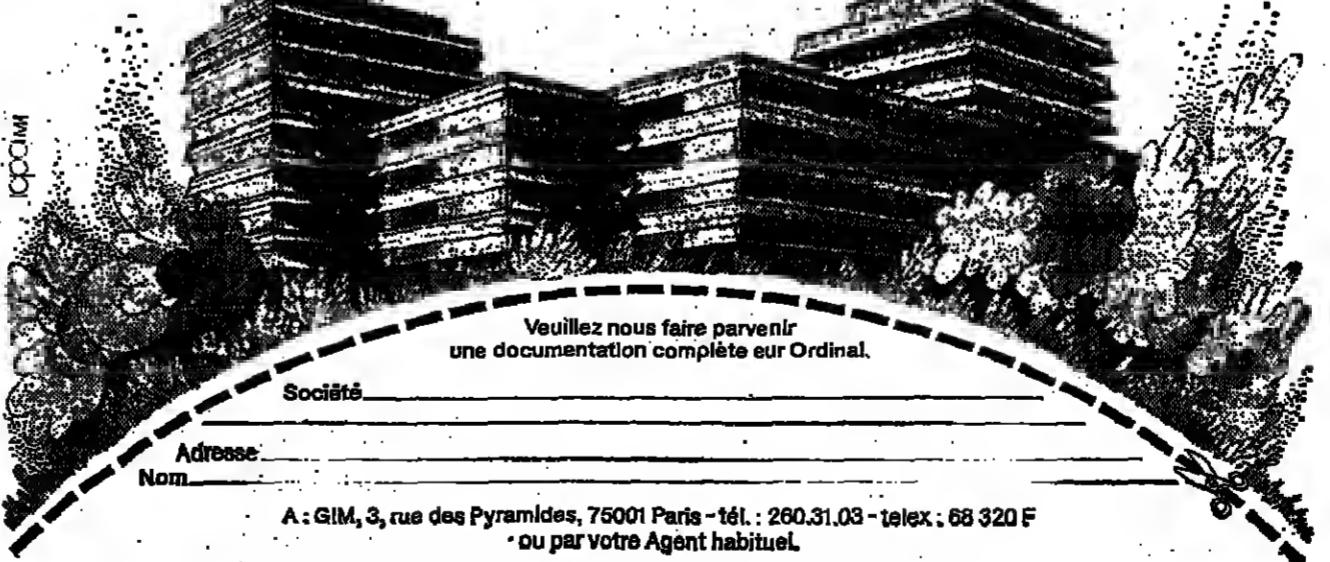 Veuillez nous faire parvenir
une documentation complète eur Ordinal.
Société
Adresse
Nom
A : GIM, 3, rue des Pyramides, 75001 Paris - tél. : 260.31.03 - telex : 68 320 F
ou par votre Agent habituel.